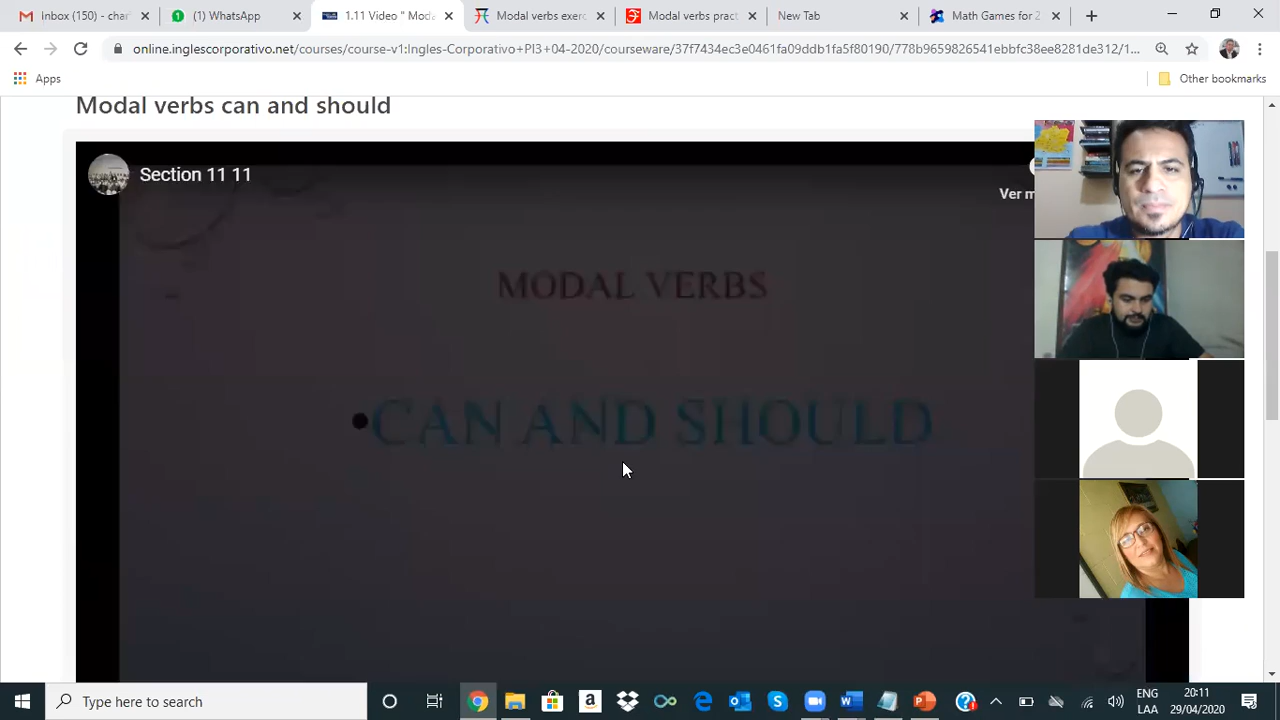 Inbox (150) - char
(1) WhatsApp
1.11 Video " Moda
Modal verbs exerc
Modal verbs pract
New Tab
Math Games for 2
online.inglescorporativo.net/courses/course-v1:Ingles-Corporativo+PI3+04-2020/courseware/37f7434ec3e0461fa09ddb1fa5f80190/778b9659826541ebbfc38ee8281de312/1...
Apps
Other bookmarks
Modal verbs can and should
Section 11 11
Ver m
MODAL VERBS
•CAN AND SHOULD
Type here to search
ENG
LAA
20:11
29/04/2020